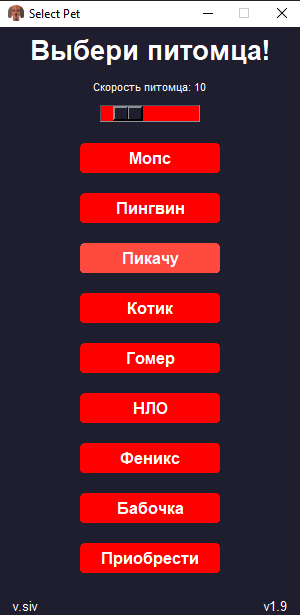 Select Pet
Выбери питомца!
Скорость питомца: 10
Мопс
Пингвин
Пикачу
Котик
Гомер
НЛО
Феникс
Бабочка
Приобрести
v.siv
v1.9